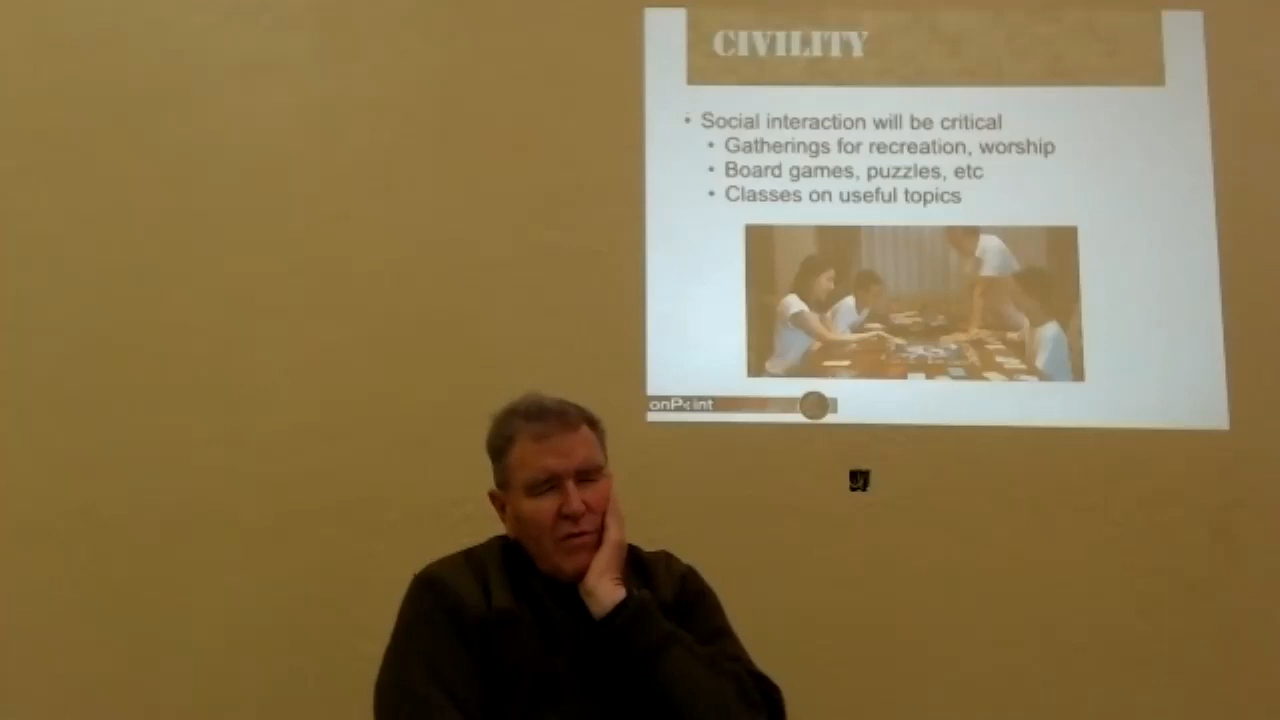 CIVILITY
• Social interaction will be critical
• Gatherings for recreation, worship
• Board games, puzzles, etc
• Classes on useful topics